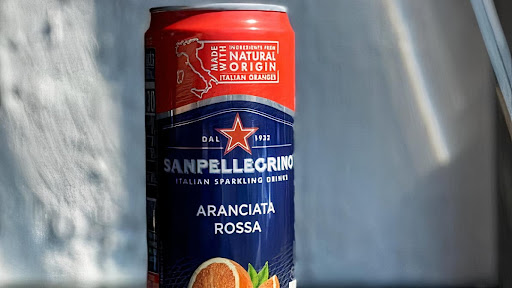 MADE WITH
INGREDIENTS FROM
NATURAL
ORIGIN
ITALIAN ORANGES
DAL 1932
SANPELLEGRINO
ITALIAN SPARKLING DRINKS
ARANCIATA
ROSSA